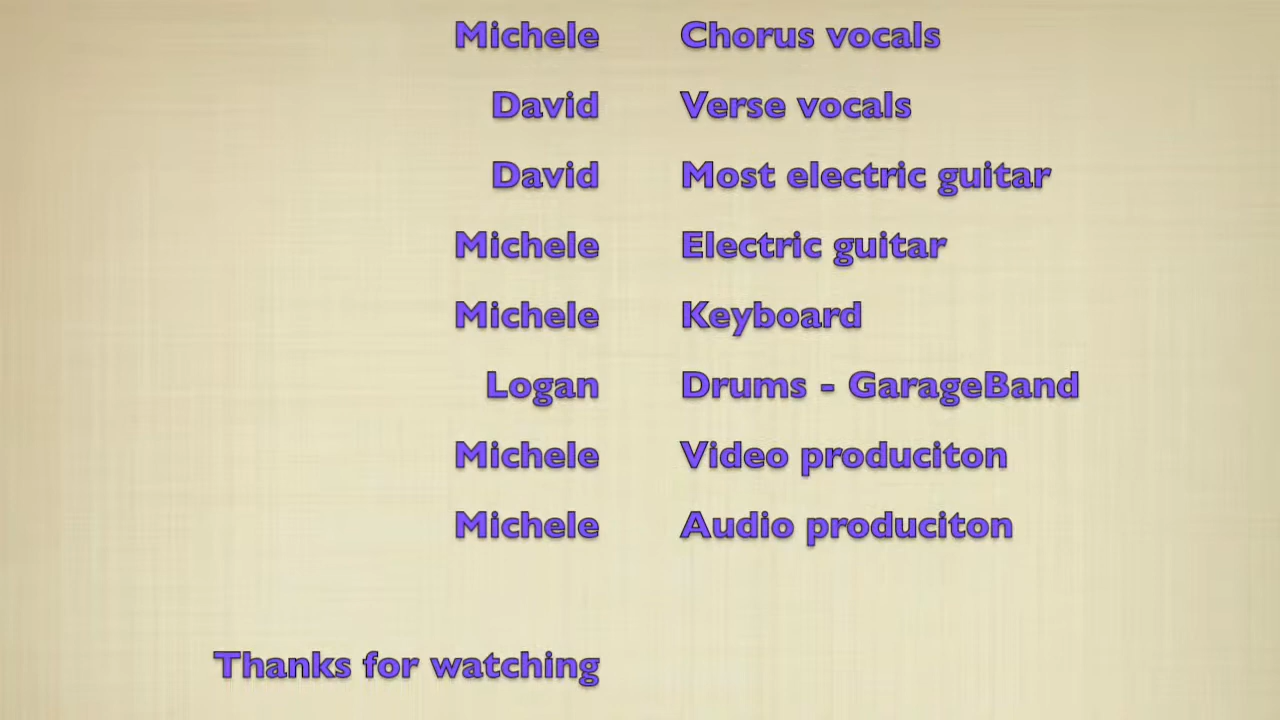 Michele Chorus vocals
David Verse vocals
David Most electric guitar
Michele Electric guitar
Michele Keyboard
Logan Drums - GarageBand
Michele Video produciton
Michele Audio produciton
Thanks for watching